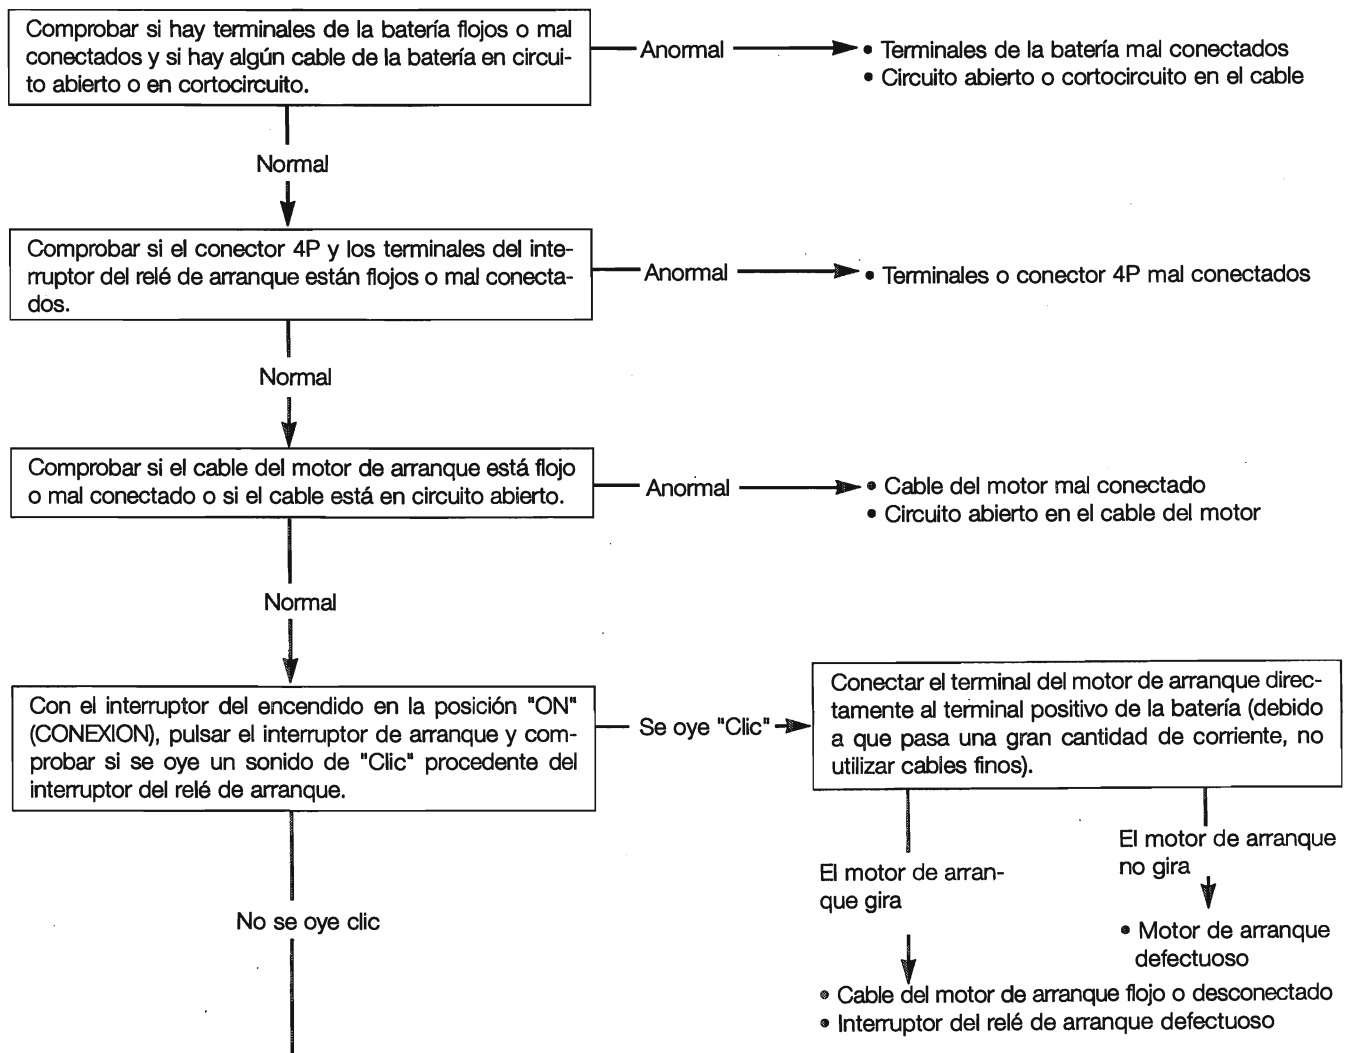 Comprobar si hay terminales de la batería flojos o mal
conectados y si hay algún cable de la batería en circui-
to abierto o en cortocircuito.
Anormal
• Terminales de la batería mal conectados
• Circuito abierto o cortocircuito en el cable
Normal
Comprobar si el conector 4P y los terminales del inte-
rruptor del relé de arranque están flojos o mal conecta-
dos.
Anormal
• Terminales o conector 4P mal conectados
Normal
Comprobar si el cable del motor de arranque está flojo
o mal conectado o si el cable está en circuito abierto.
Anormal
• Cable del motor mal conectado
• Circuito abierto en el cable del motor
Normal
Con el interruptor del encendido en la posición "ON"
(CONEXION), pulsar el interruptor de arranque y com-
probar si se oye un sonido de "Clic" procedente del
interruptor del relé de arranque.
Se oye "Clic"
Conectar el terminal del motor de arranque direc-
tamente al terminal positivo de la batería (debido
a que pasa una gran cantidad de corriente, no
utilizar cables finos).
El motor de arran-
que gira
El motor de arranque
no gira
• Motor de arranque
defectuoso
• Cable del motor de arranque flojo o desconectado
• Interruptor del relé de arranque defectuoso
No se oye clic